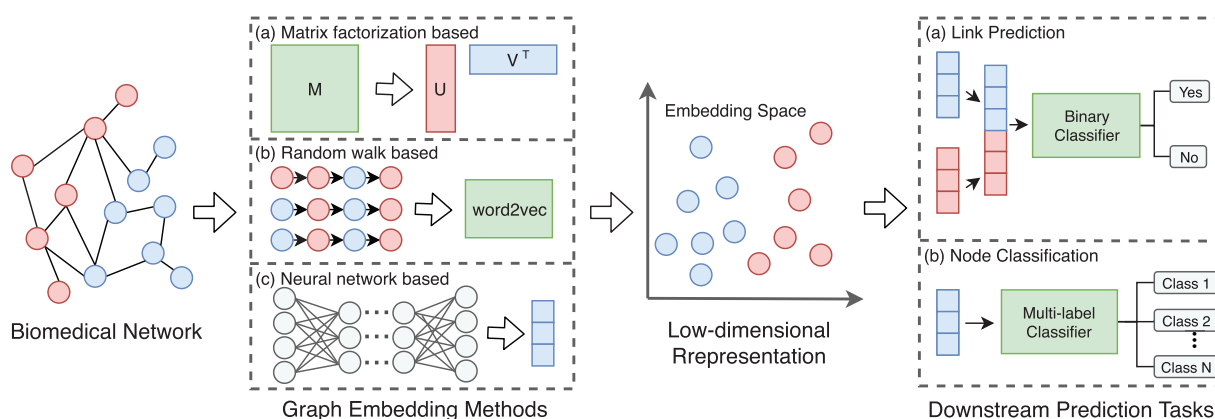 Biomedical Network
(a) Matrix factorization based
M
U
V T
(b) Random walk based
word2vec
(c) Neural network based
Graph Embedding Methods
Embedding Space
Low-dimensional
Rrepresentation
(a) Link Prediction
Binary
Classifier
Yes
No
(b) Node Classification
Multi-label
Classifier
Class 1
Class 2
Class N
Downstream Prediction Tasks